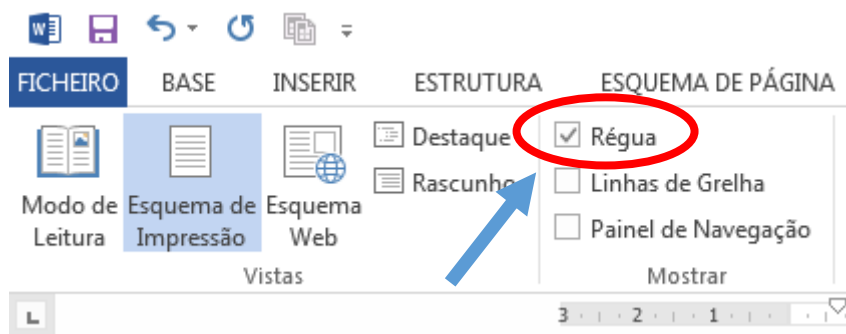 FICHEIRO BASE INSERIR ESTRUTURA ESQUEMA DE PÁGINA
Modo de Leitura
Esquema de Impressão
Esquema Web
Destaque
Rascunho
Vistas
Régua
Linhas de Grelha
Painel de Navegação
Mostrar
3 2 1